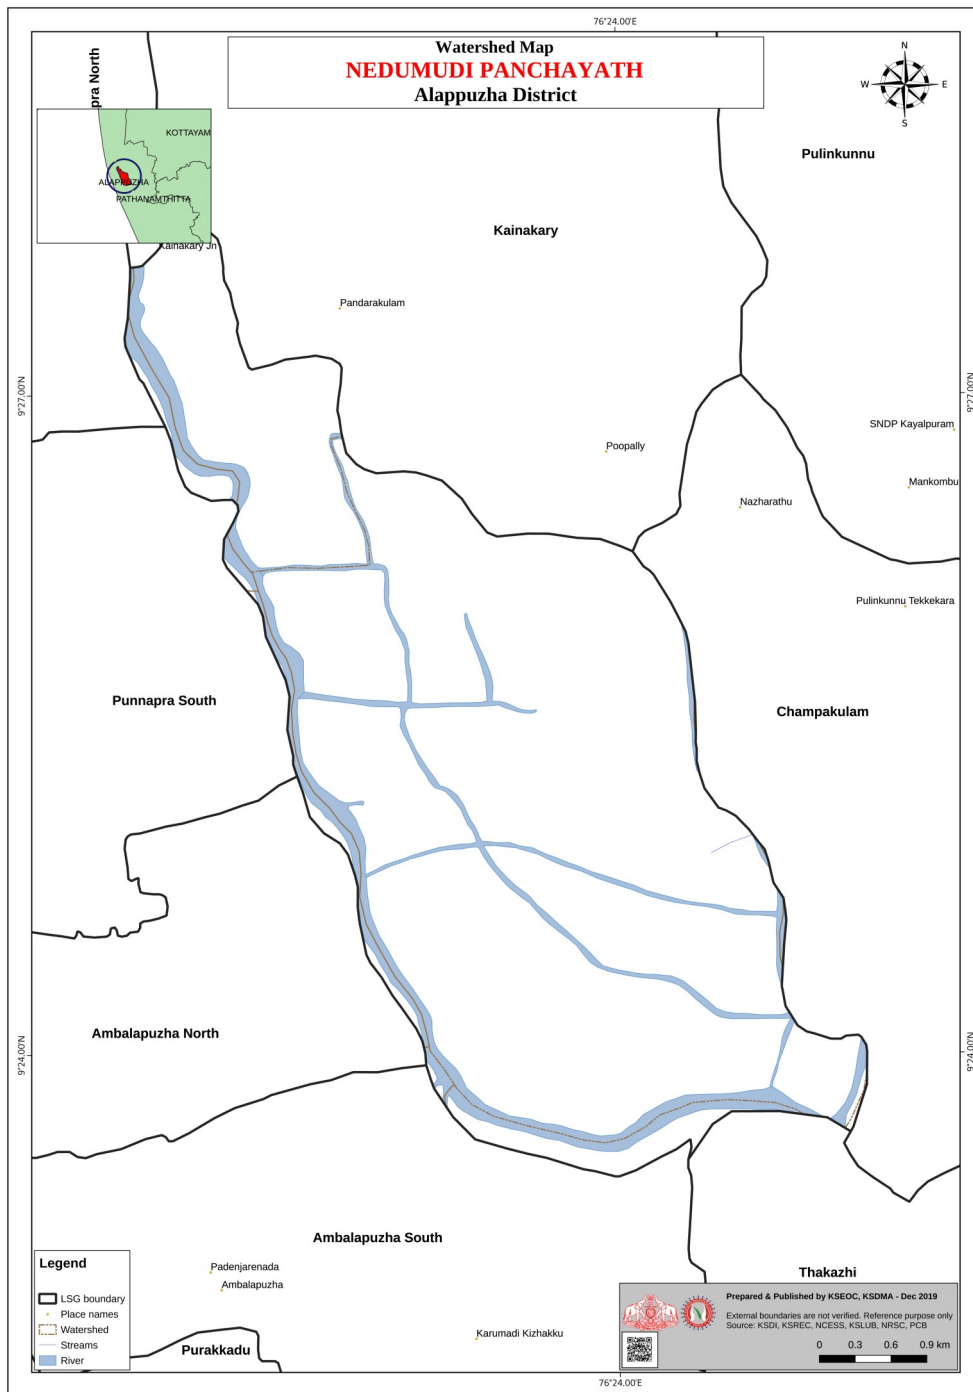 76°24.00'E
Watershed Map
NEDUMUDI PANCHAYATH
Alappuzha District
N
W
E
S
pra North
KOTTAYAM
ALAPPUZHA
PATHANAMTHITTA
Kainakary Jn
Pulinkunnu
Kainakary
Pandarakulam
9°27.00'N
9°27.00'N
SNDP Kayalpuram
Poopally
Mankombu
Nazharathu
Pulinkunnu Tekkekara
Punnapra South
Champakulam
Ambalapuzha North
9°24.00'N
9°24.00'N
Ambalapuzha South
Padenjarenada
Ambalapuzha
Thakazhi
Karumadi Kizhakku
Purakkadu
Legend
LSG boundary
Place names
Watershed
Streams
River
Prepared & Published by KSEOC, KSDMA - Dec 2019
External boundaries are not verified. Reference purpose only
Source: KSDI, KSREC, NCESS, KSLUB, NRSC, PCB
0 0.3 0.6 0.9 km
76°24.00'E